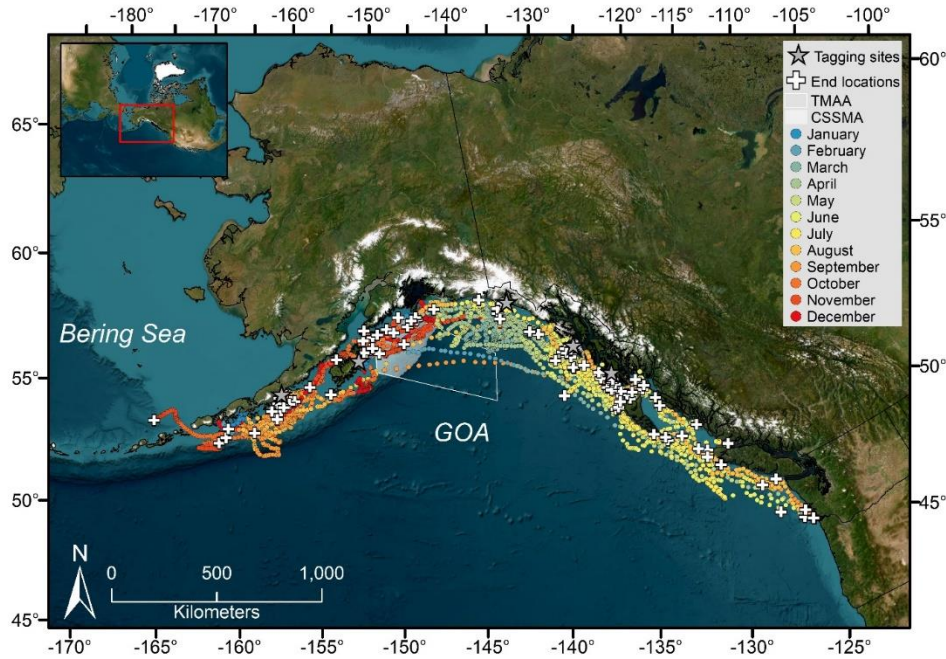 -180° -170° -160° -150° -140° -130° -120° -110° -105° -100°
60°
65°
55°
60°
50°
55°
45°
50°
45°
Tagging sites
End locations
TMAA
CSSMA
January
February
March
April
May
June
July
August
September
October
November
December
Bering Sea
GOA
N
0 500 1,000
Kilometers
-170° -165° -160° -155° -150° -145° -140° -135° -130° -125°